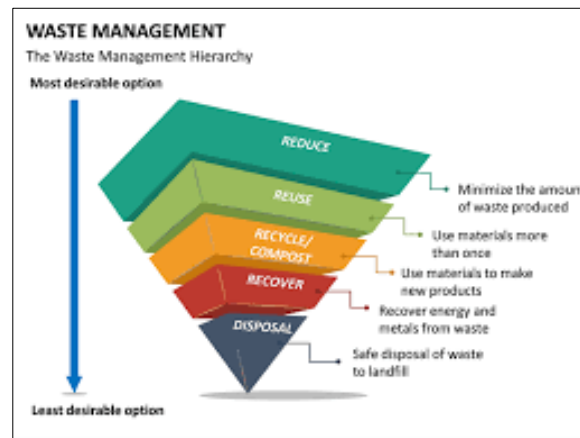 WASTE MANAGEMENT
The Waste Management Hierarchy
Most desirable option
REDUCE
Minimize the amount
of waste produced
REUSE
Use materials more
than once
RECYCLE/
COMPOST
Use materials to make
new products
RECOVER
Recover energy and
metals from waste
DISPOSAL
Safe disposal of waste
to landfill
Least desirable option